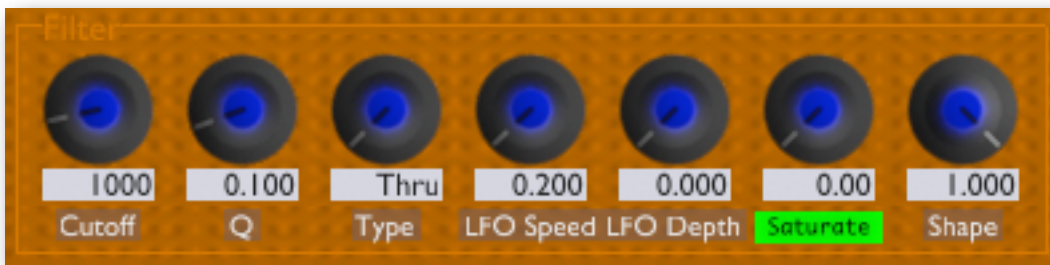 Filter
1000 0.100 Thru 0.200 0.000 0.00 1.000
Cutoff Q Type LFO Speed LFO Depth Saturate Shape